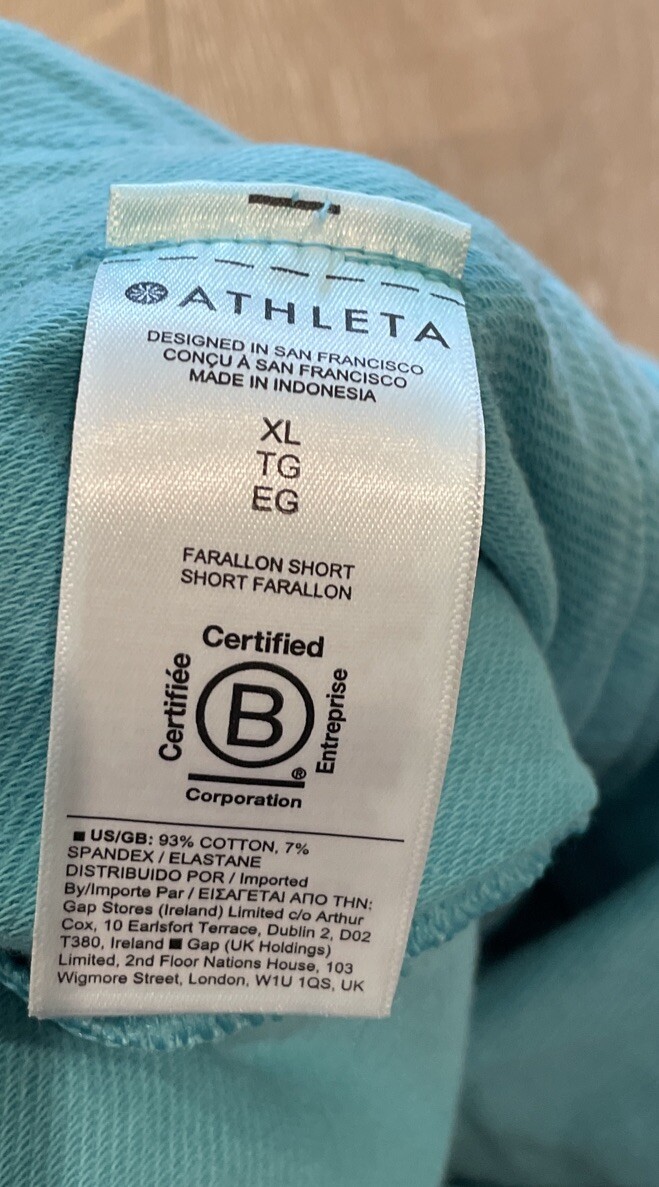 ATHLETA
DESIGNED IN SAN FRANCISCO
CONÇU À SAN FRANCISCO
MADE IN INDONESIA
XL
TG
EG
FARALLON SHORT
SHORT FARALLON
Certified
Certifiée
B
Entreprise
®
Corporation
■ US/GB: 93% COTTON, 7%
SPANDEX / ELASTANE
DISTRIBUIDO POR / Imported
By/Importe Par / ΕΙΣΑΓΕΤΑΙ ΑΠΟ ΤΗΝ:
Gap Stores (Ireland) Limited c/o Arthur
Cox, 10 Earlsfort Terrace, Dublin 2, D02
T380, Ireland ■ Gap (UK Holdings)
Limited, 2nd Floor Nations House, 103
Wigmore Street, London, W1U 1QS, UK